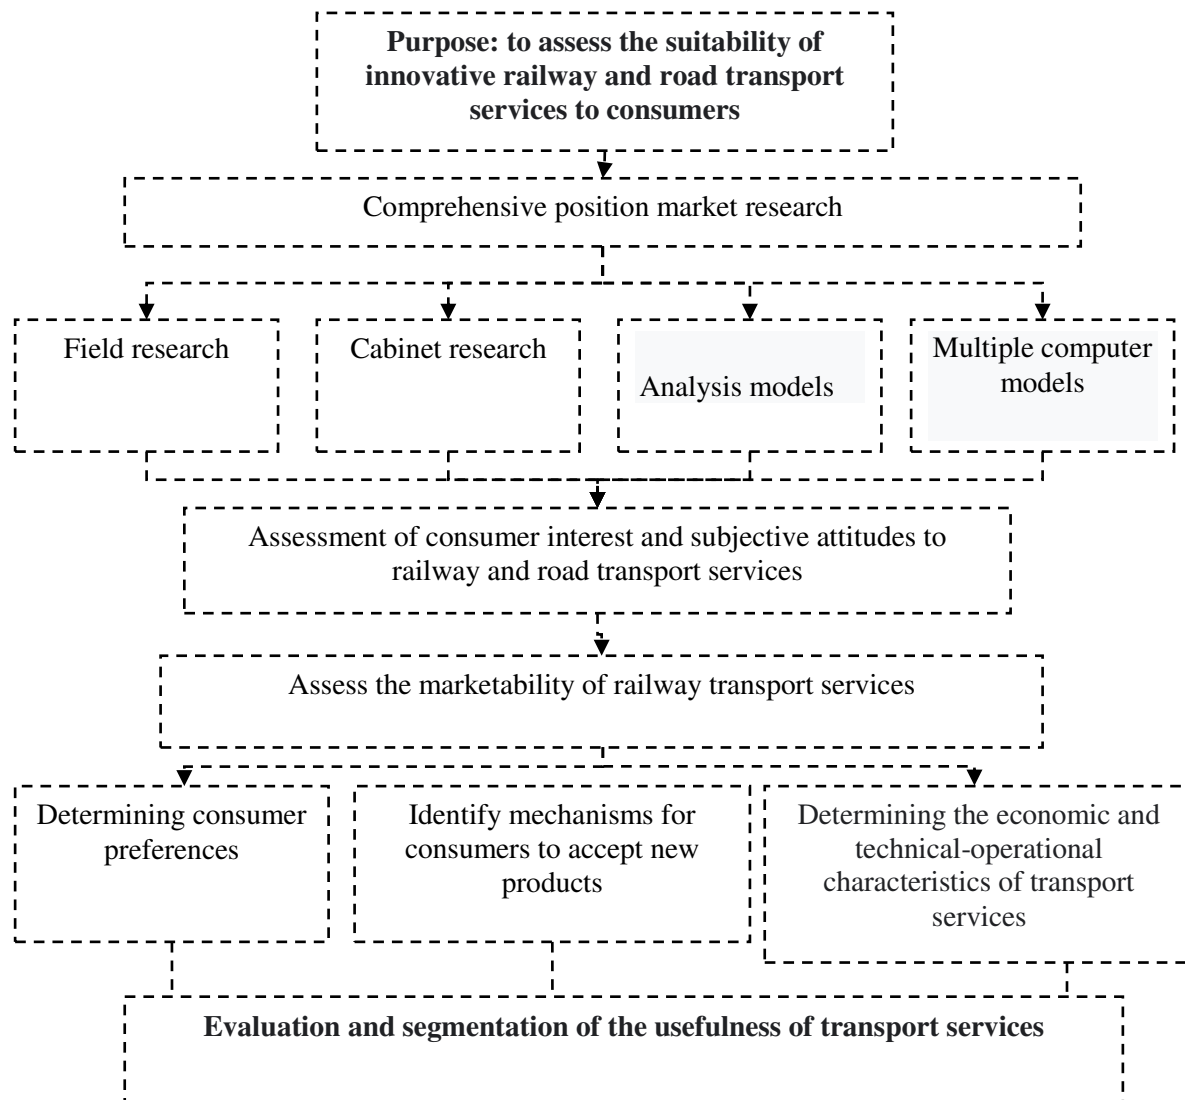 Purpose: to assess the suitability of
innovative railway and road transport
services to consumers
Comprehensive position market research
Field research
Cabinet research
Analysis models
Multiple computer
models
Assessment of consumer interest and subjective attitudes to
railway and road transport services
Assess the marketability of railway transport services
Determining consumer
preferences
Identify mechanisms for
consumers to accept new
products
Determining the economic and
technical-operational
characteristics of transport
services
Evaluation and segmentation of the usefulness of transport services